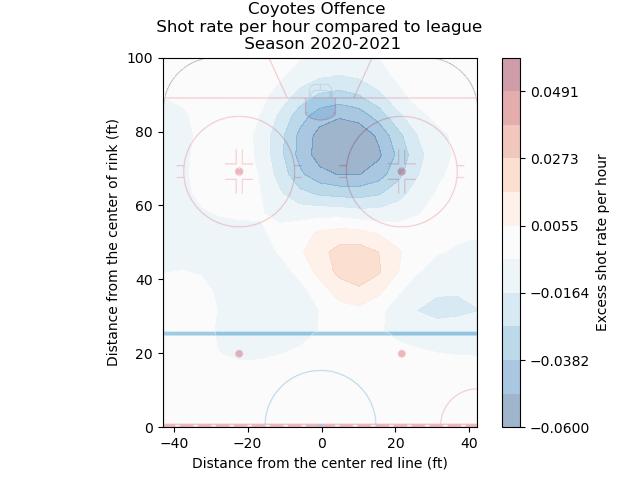 Coyotes Offence
Shot rate per hour compared to league
Season 2020-2021
100
80
60
40
20
0
−40
−20
0
20
40
Distance from the center of rink (ft)
Distance from the center red line (ft)
0.0491
0.0273
0.0055
−0.0164
−0.0382
−0.0600
Excess shot rate per hour